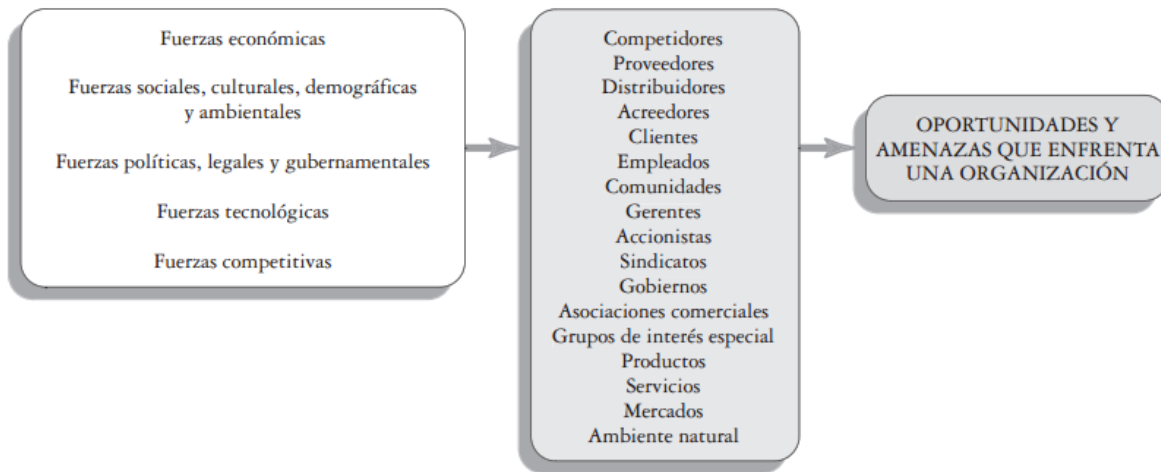 Fuerzas económicas
Fuerzas sociales, culturales, demográficas
y ambientales
Fuerzas políticas, legales y gubernamentales
Fuerzas tecnológicas
Fuerzas competitivas
Competidores
Proveedores
Distribuidores
Acreedores
Clientes
Empleados
Comunidades
Gerentes
Accionistas
Sindicatos
Gobiernos
Asociaciones comerciales
Grupos de interés especial
Productos
Servicios
Mercados
Ambiente natural
OPORTUNIDADES Y
AMENAZAS QUE ENFRENTA
UNA ORGANIZACIÓN